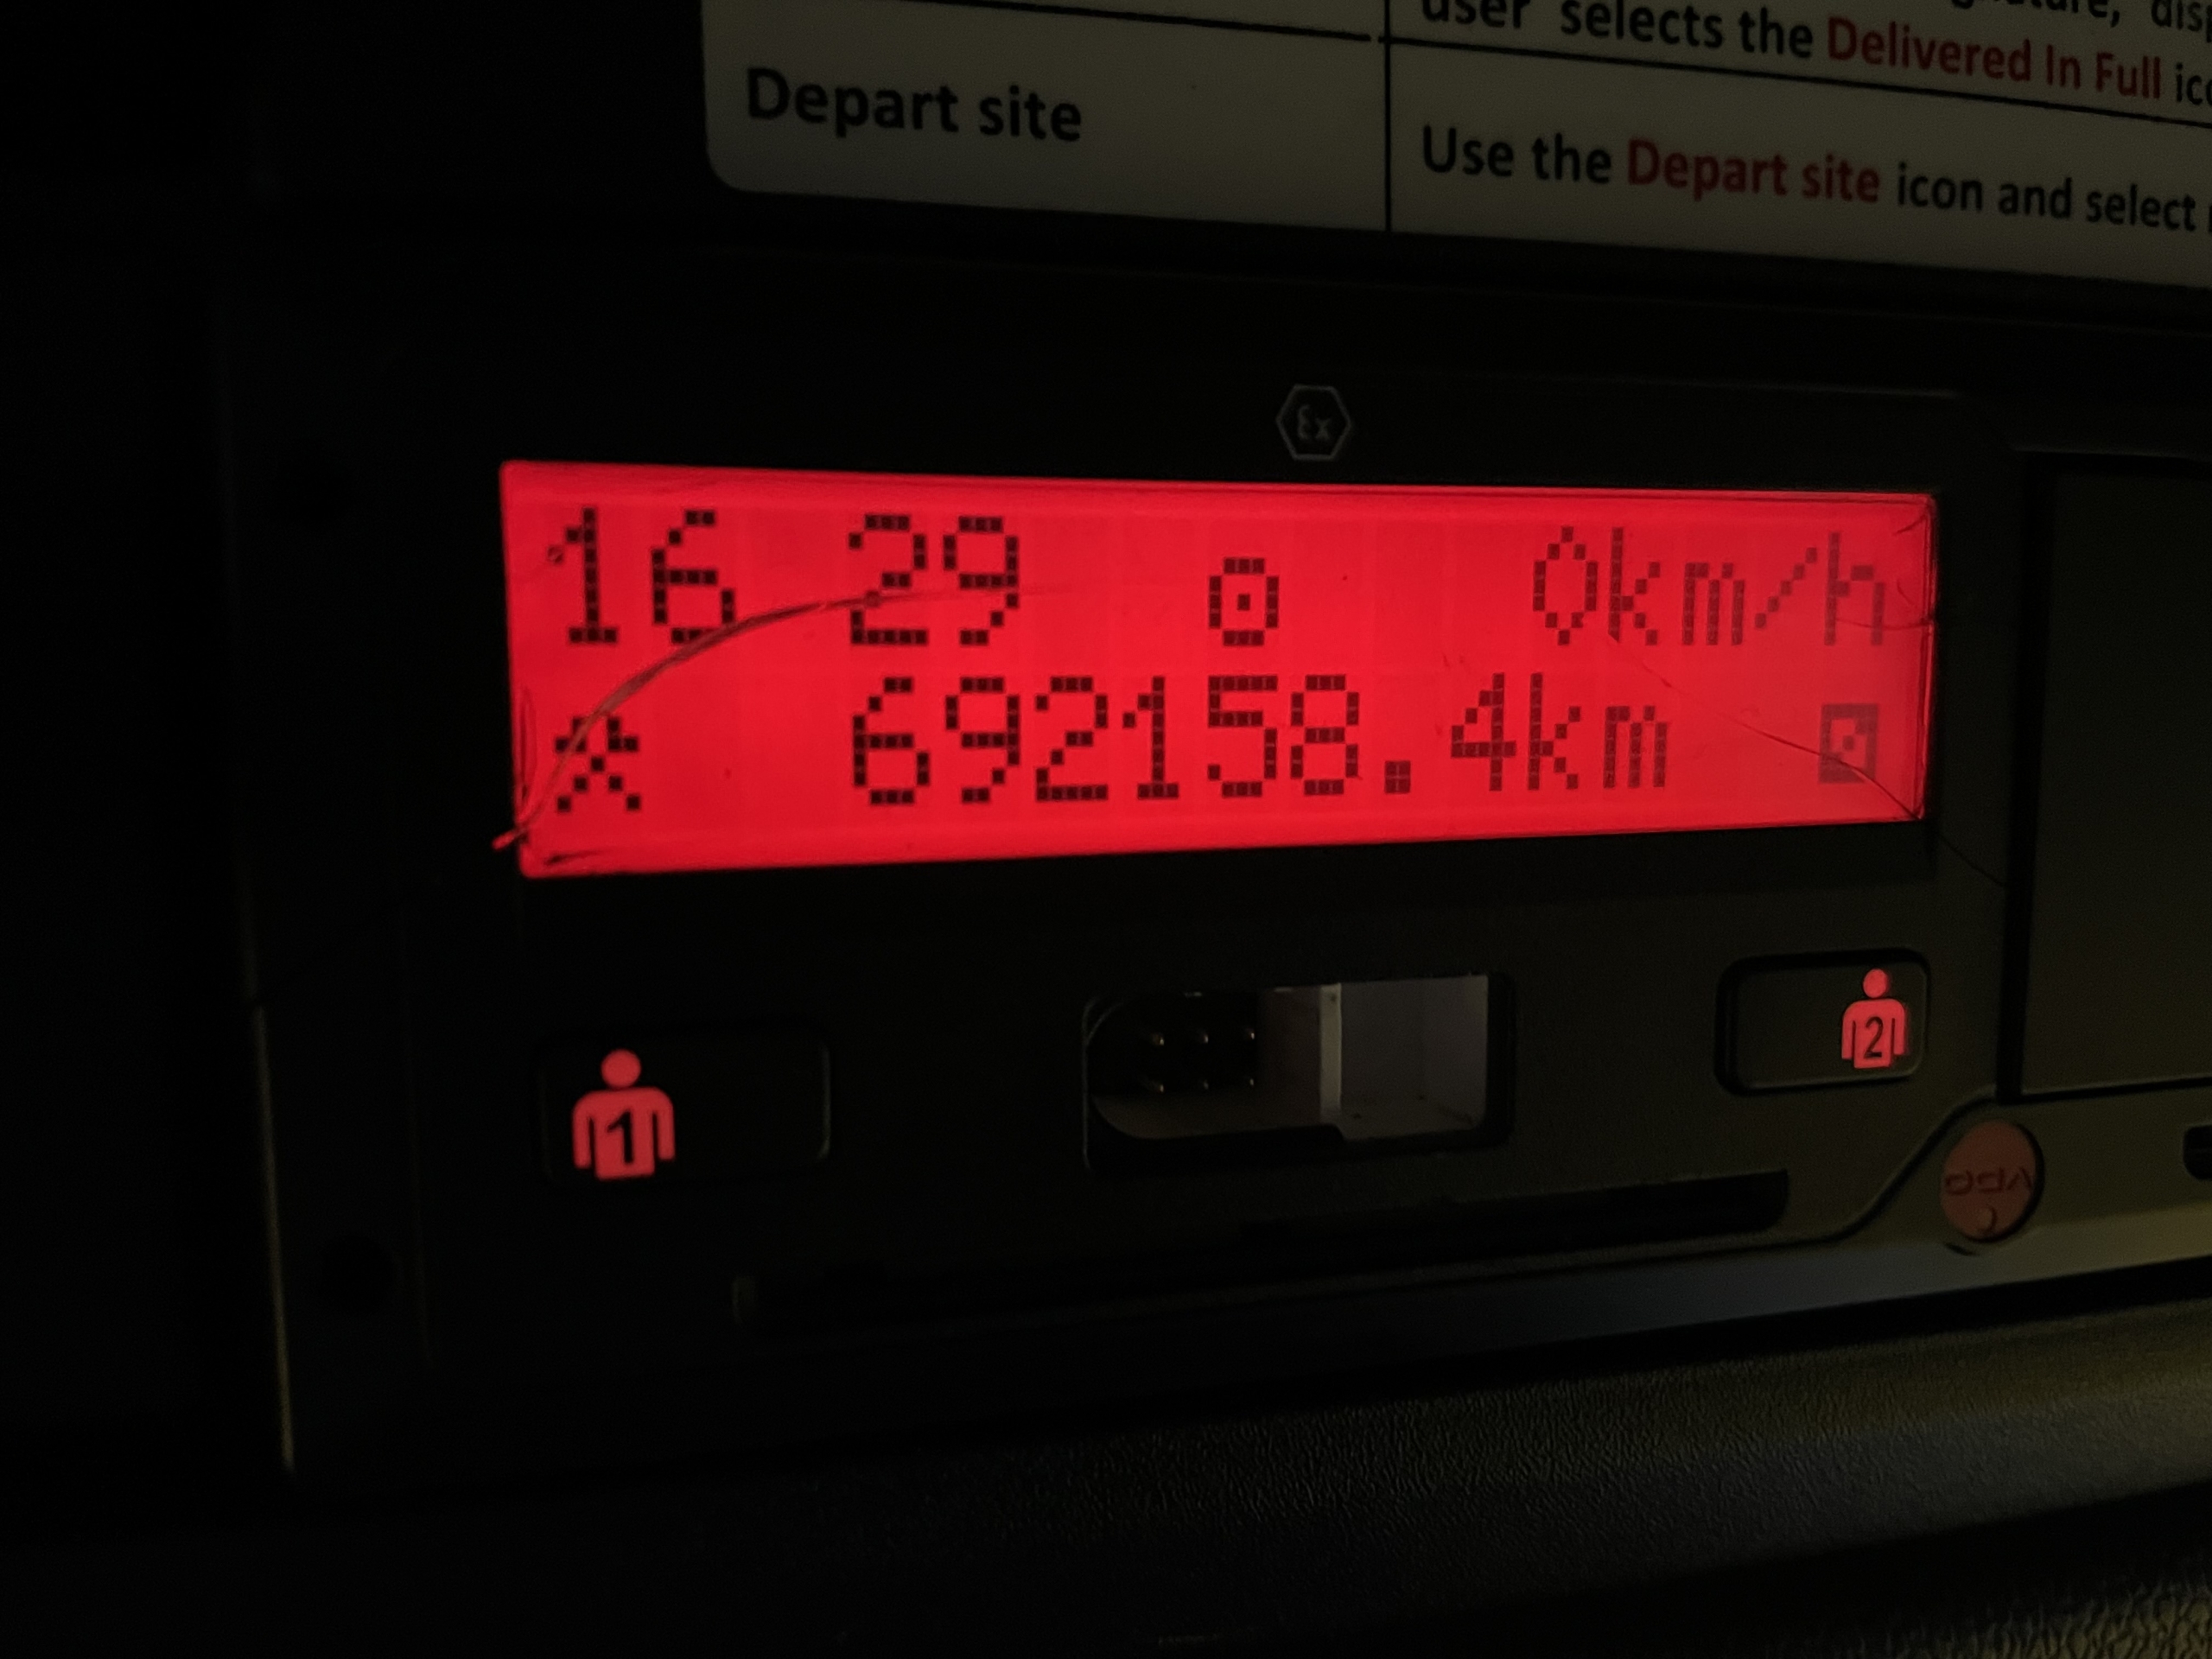 user selects the Delivered In Full
Depart site
Use the Depart site icon and select
Ex
16 29 0km/h
692158.4km
1
2
VDO